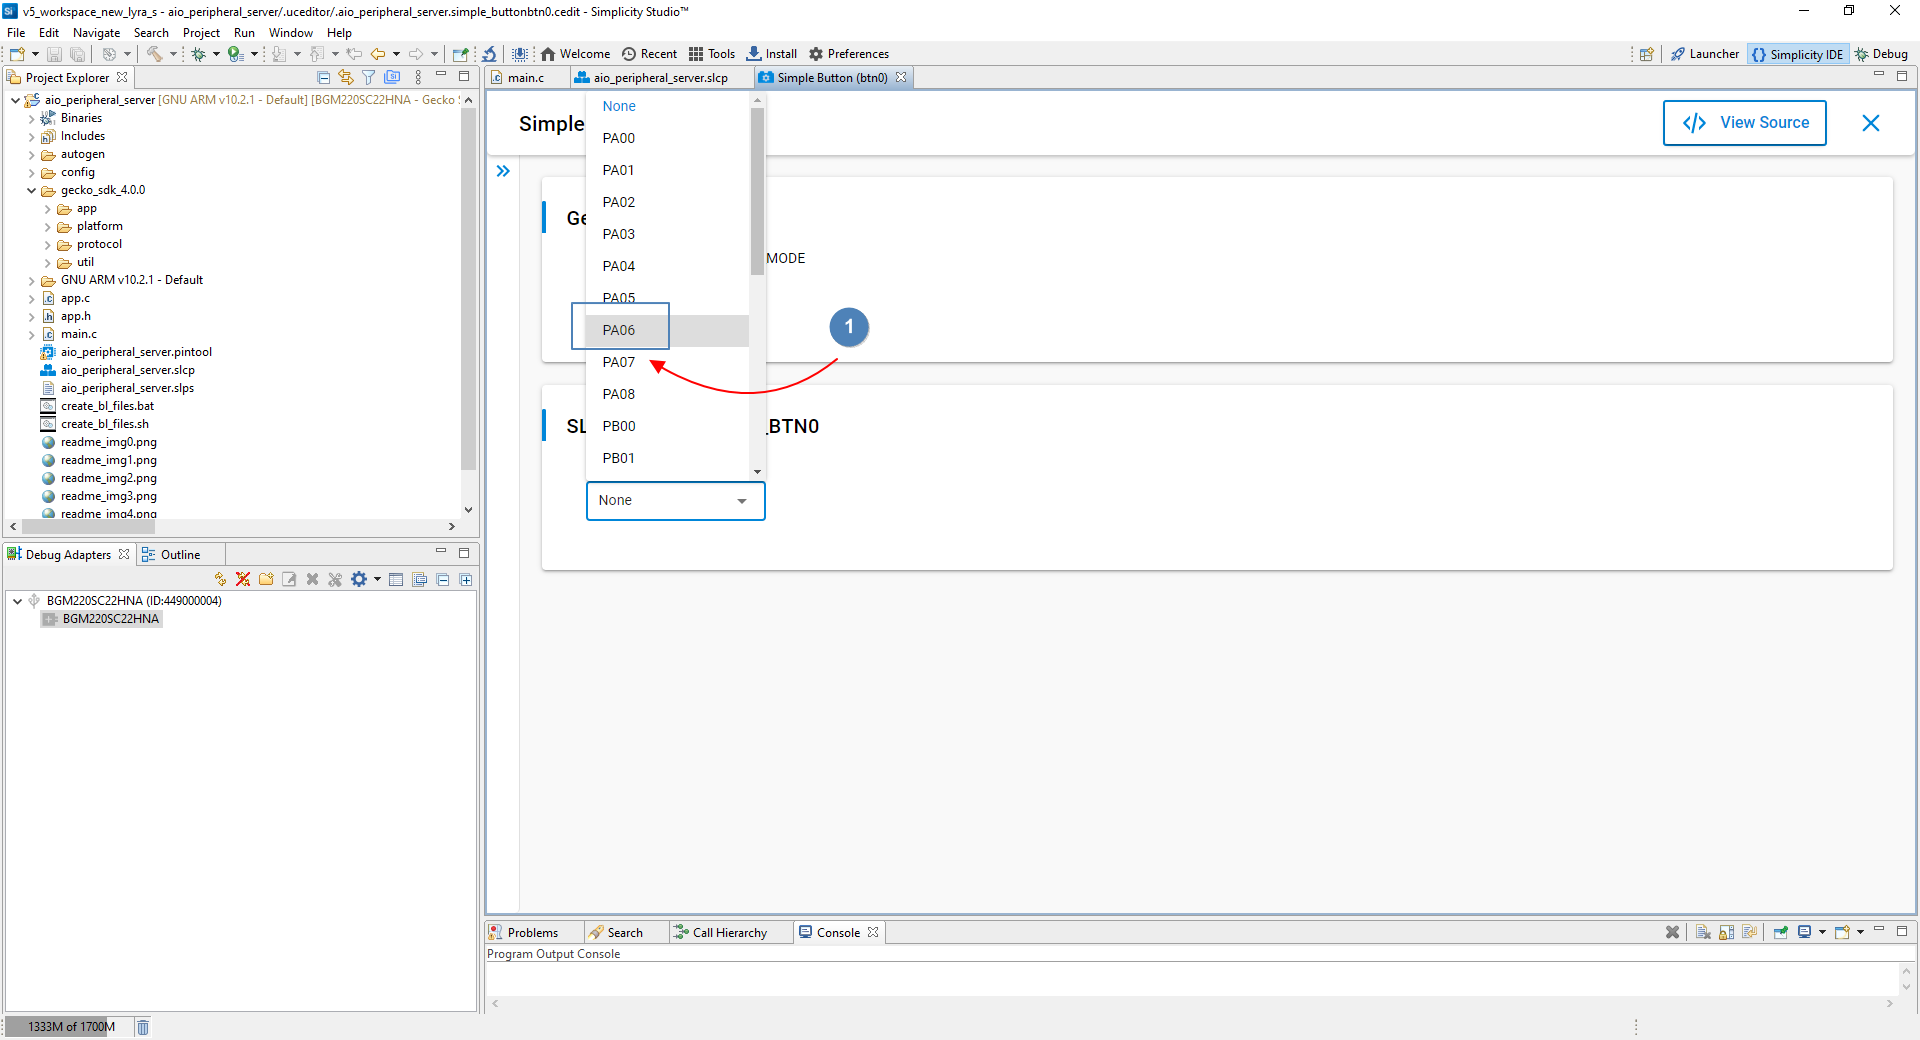 v5_workspace_new_lyra_s - aio_peripheral_server/.uceditor/.aio_peripheral_server.simple_buttonbtn0.cedit - Simplicity Studio™
File Edit Navigate Search Project Run Window Help
Welcome Recent Tools Install Preferences Launcher Simplicity IDE Debug
Project Explorer
aio_peripheral_server [GNU ARM v10.2.1 - Default] [BGM220SC22HNA - Gecko
Binaries
Includes
autogen
config
gecko_sdk_4.0.0
app
platform
protocol
util
GNU ARM v10.2.1 - Default
app.c
app.h
main.c
aio_peripheral_server.pintool
aio_peripheral_server.slcp
aio_peripheral_server.slps
create_bl_files.bat
create_bl_files.sh
readme_img0.png
readme_img1.png
readme_img2.png
readme_img3.png
readme_img4.png
Debug Adapters Outline
BGM220SC22HNA (ID:449000004)
BGM220SC22HNA
1333M of 1700M
main.c aio_peripheral_server.slcp Simple Button (btn0)
Simple
View Source
None
PA00
PA01
PA02
PA03
PA04
PA05
PA06
PA07
PA08
PB00
PB01
Ge
MODE
1
SL
_BTN0
None
Problems Search Call Hierarchy Console
Program Output Console